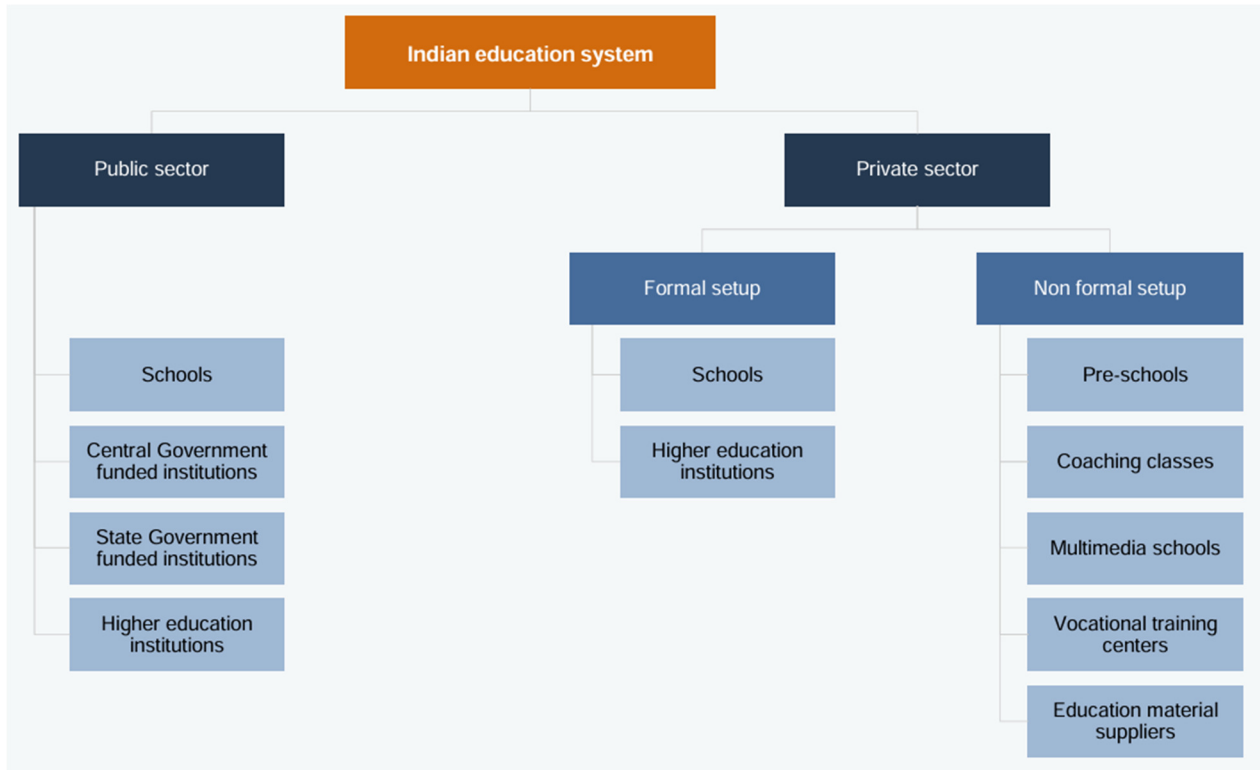 Indian education system
Public sector
Private sector
Formal setup
Non formal setup
Schools
Central Government
funded institutions
State Government
funded institutions
Higher education
institutions
Schools
Higher education
institutions
Pre-schools
Coaching classes
Multimedia schools
Vocational training
centers
Education material
suppliers